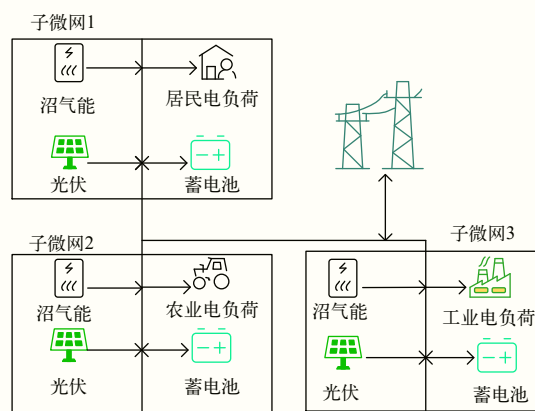 子微网1
沼气能
居民电负荷
光伏
蓄电池
子微网2
沼气能
农业电负荷
光伏
蓄电池
子微网3
沼气能
工业电负荷
光伏
蓄电池